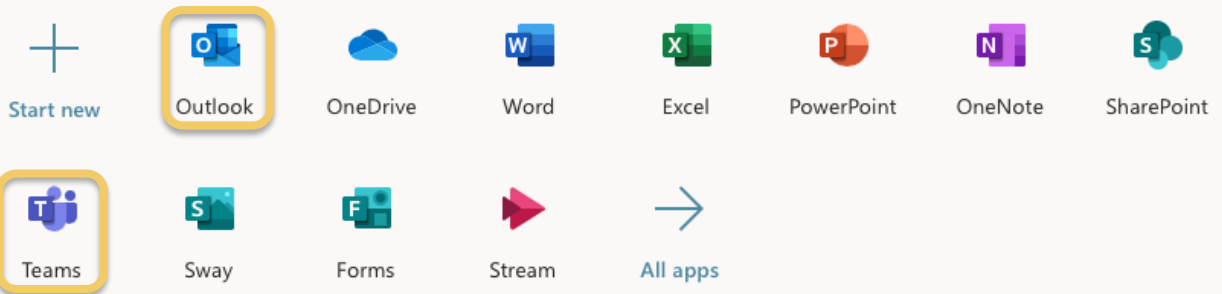 O W X P N S
Start new Outlook OneDrive Word Excel PowerPoint OneNote SharePoint
T S F
Teams Sway Forms Stream All apps